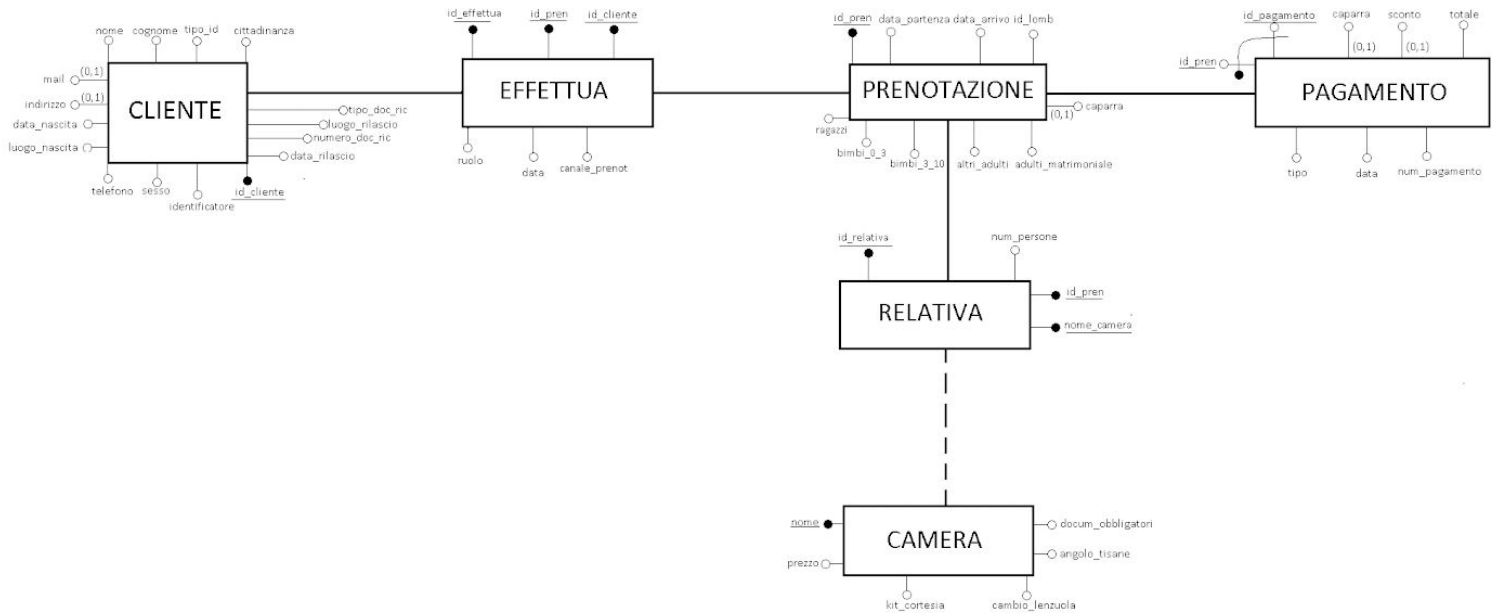 nome
cognome
tipo_id
cittadinanza
mail
(0,1)
indirizzo
(0,1)
data_nascita
luogo_nascita
CLIENTE
tipo_doc_ric
luogo_rilascio
numero_doc_ric
data_rilascio
telefono
sesso
identificatore
id_cliente
id_effettua
id_pren
id_cliente
EFFETTUA
ruolo
data
canale_prenot
id_pren
data_partenza
data_arrivo
id_lomb
PRENOTAZIONE
caparra
(0,1)
ragazzi
bimbi_0_3
bimbi_3_10
altri_adulti
adulti_matrimoniale
id_pagamento
caparra
sconto
totale
(0,1)
(0,1)
id_pren
PAGAMENTO
tipo
data
num_pagamento
id_relativa
num_persone
RELATIVA
id_pren
nome_camera
nome
prezzo
CAMERA
docum_obbligatori
angolo_tisane
kit_cortesia
cambio_lenzuola